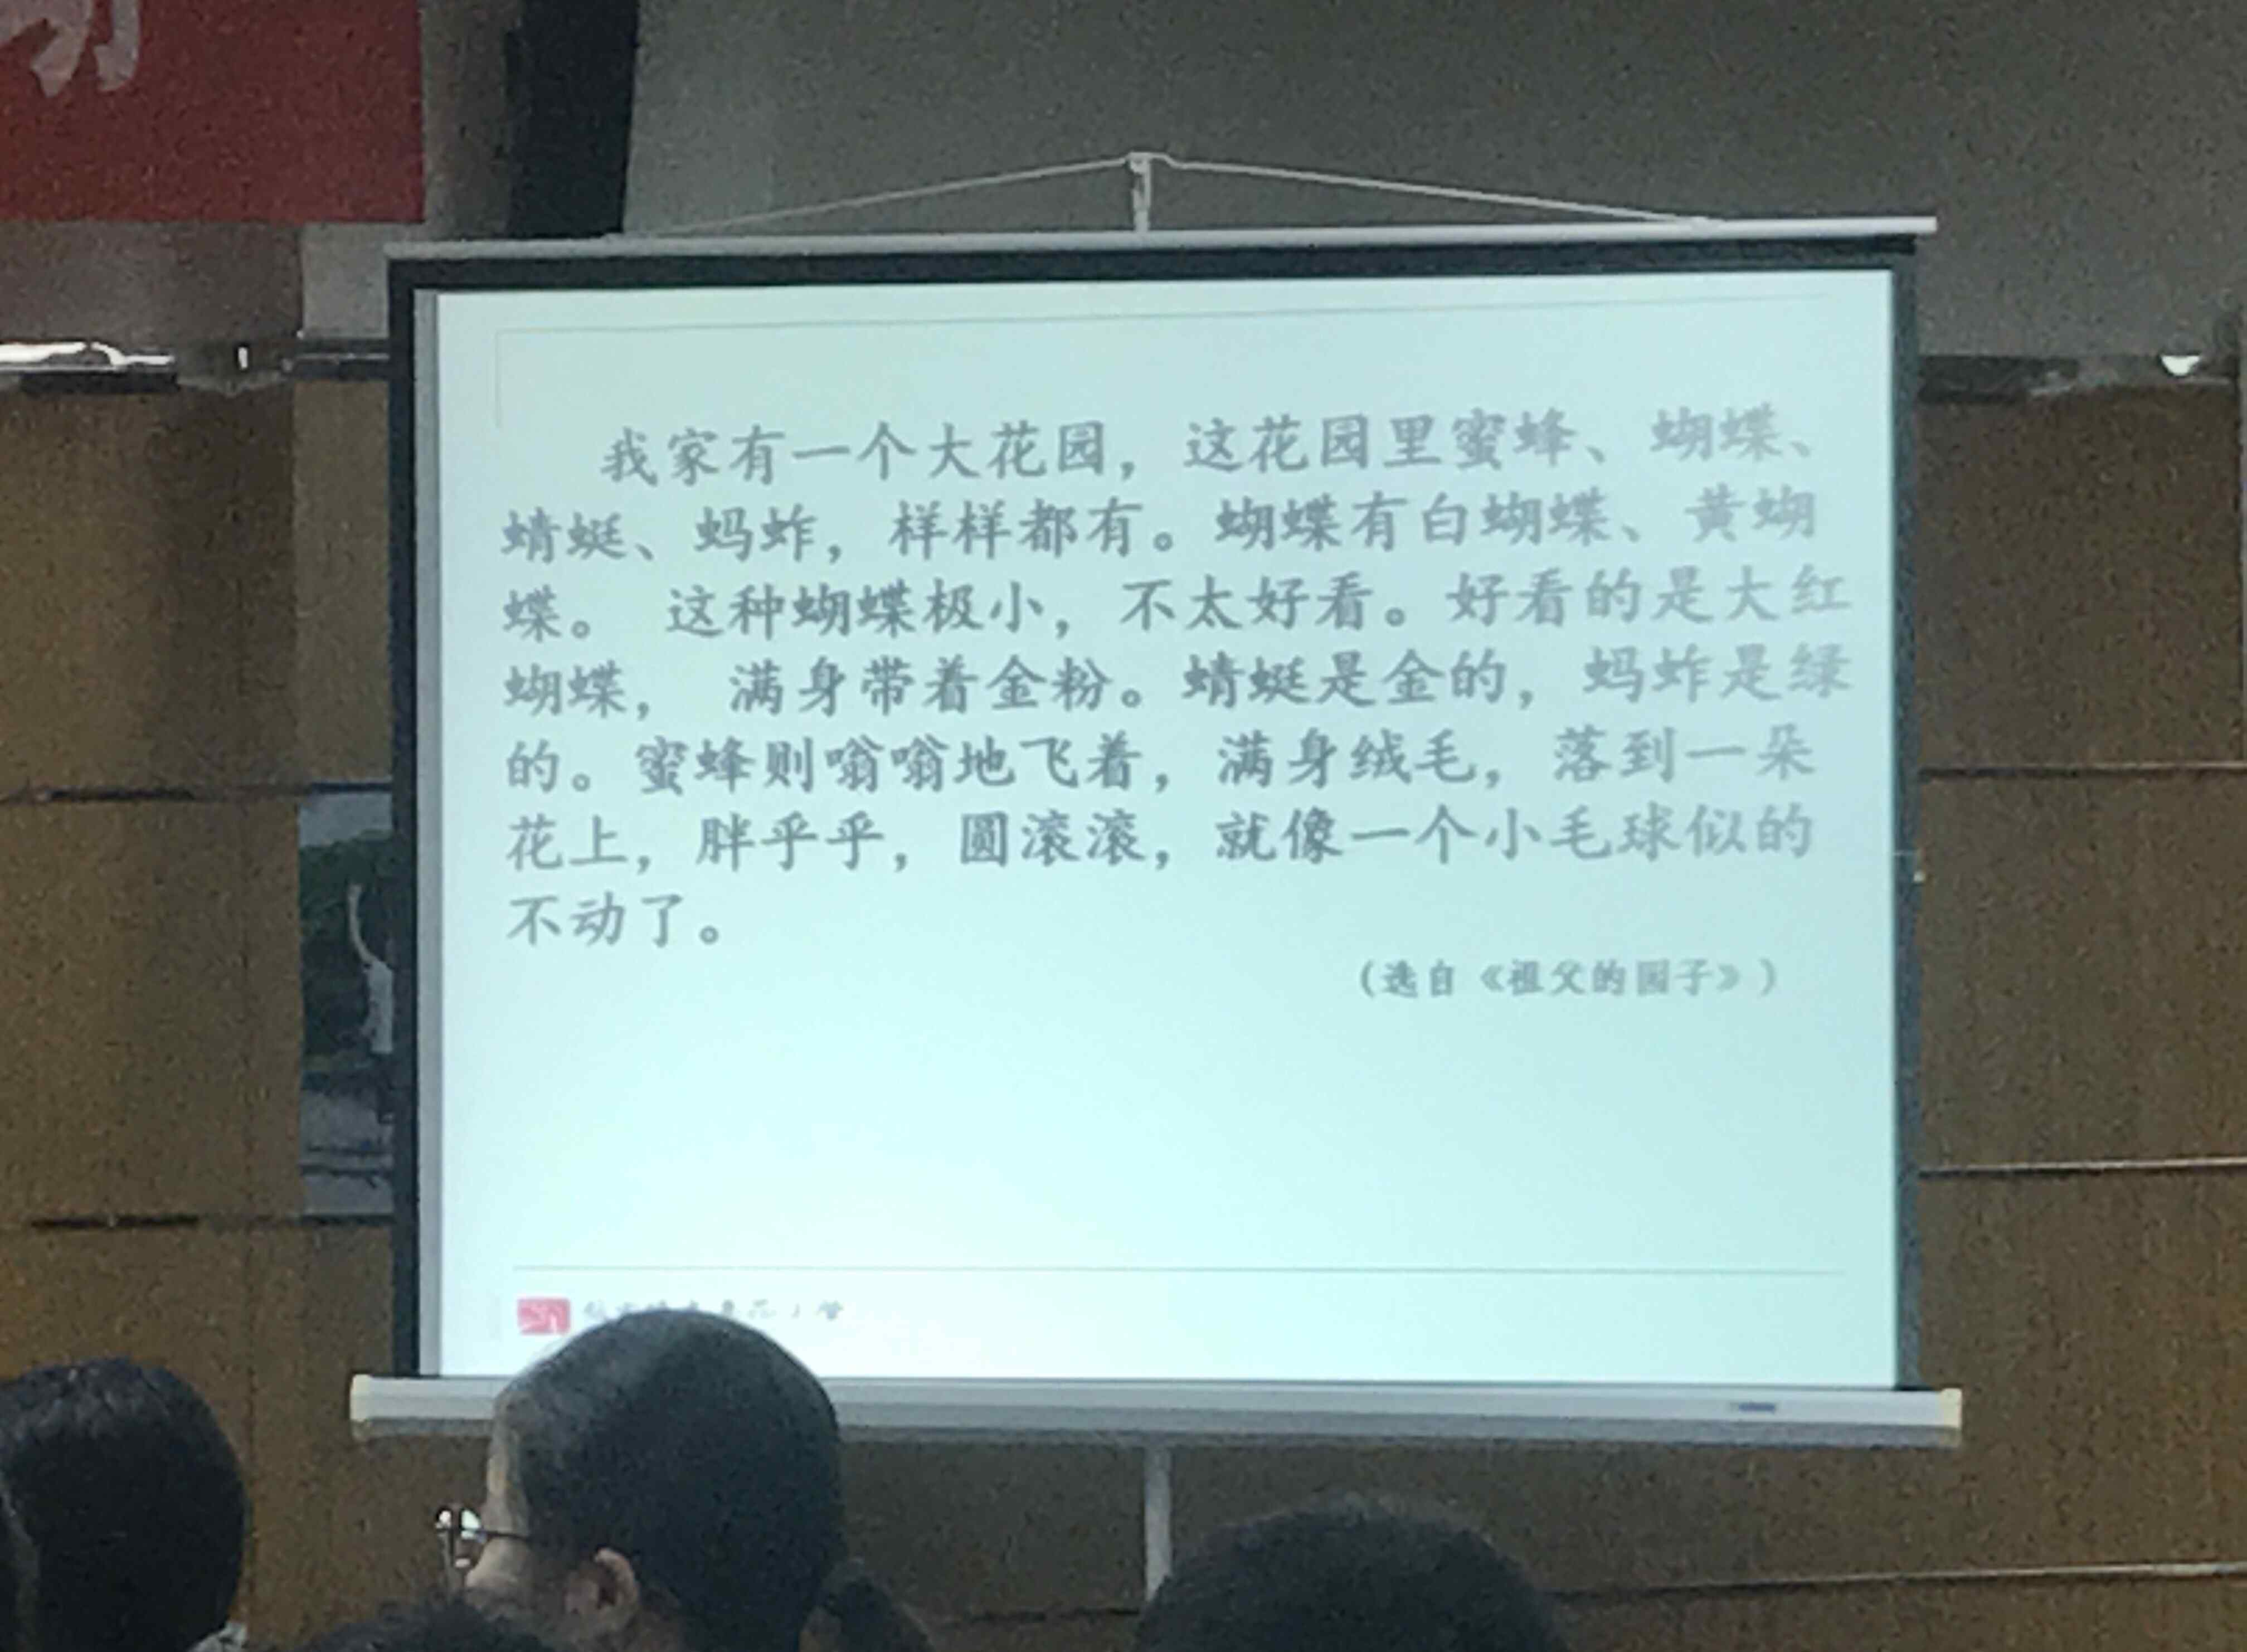 我家有一个大花园，这花园里蜜蜂、蝴蝶、
蜻蜓、蚂蚱，样样都有。蝴蝶有白蝴蝶、黄蝴
蝶。 这种蝴蝶极小，不太好看。好看的是大红
蝴蝶， 满身带着金粉。蜻蜓是金的，蚂蚱是绿
的。蜜蜂则嗡嗡地飞着，满身绒毛，落到一朵
花上，胖乎乎，圆滚滚，就像一个小毛球似的
不动了。
（选自《祖父的园子》）